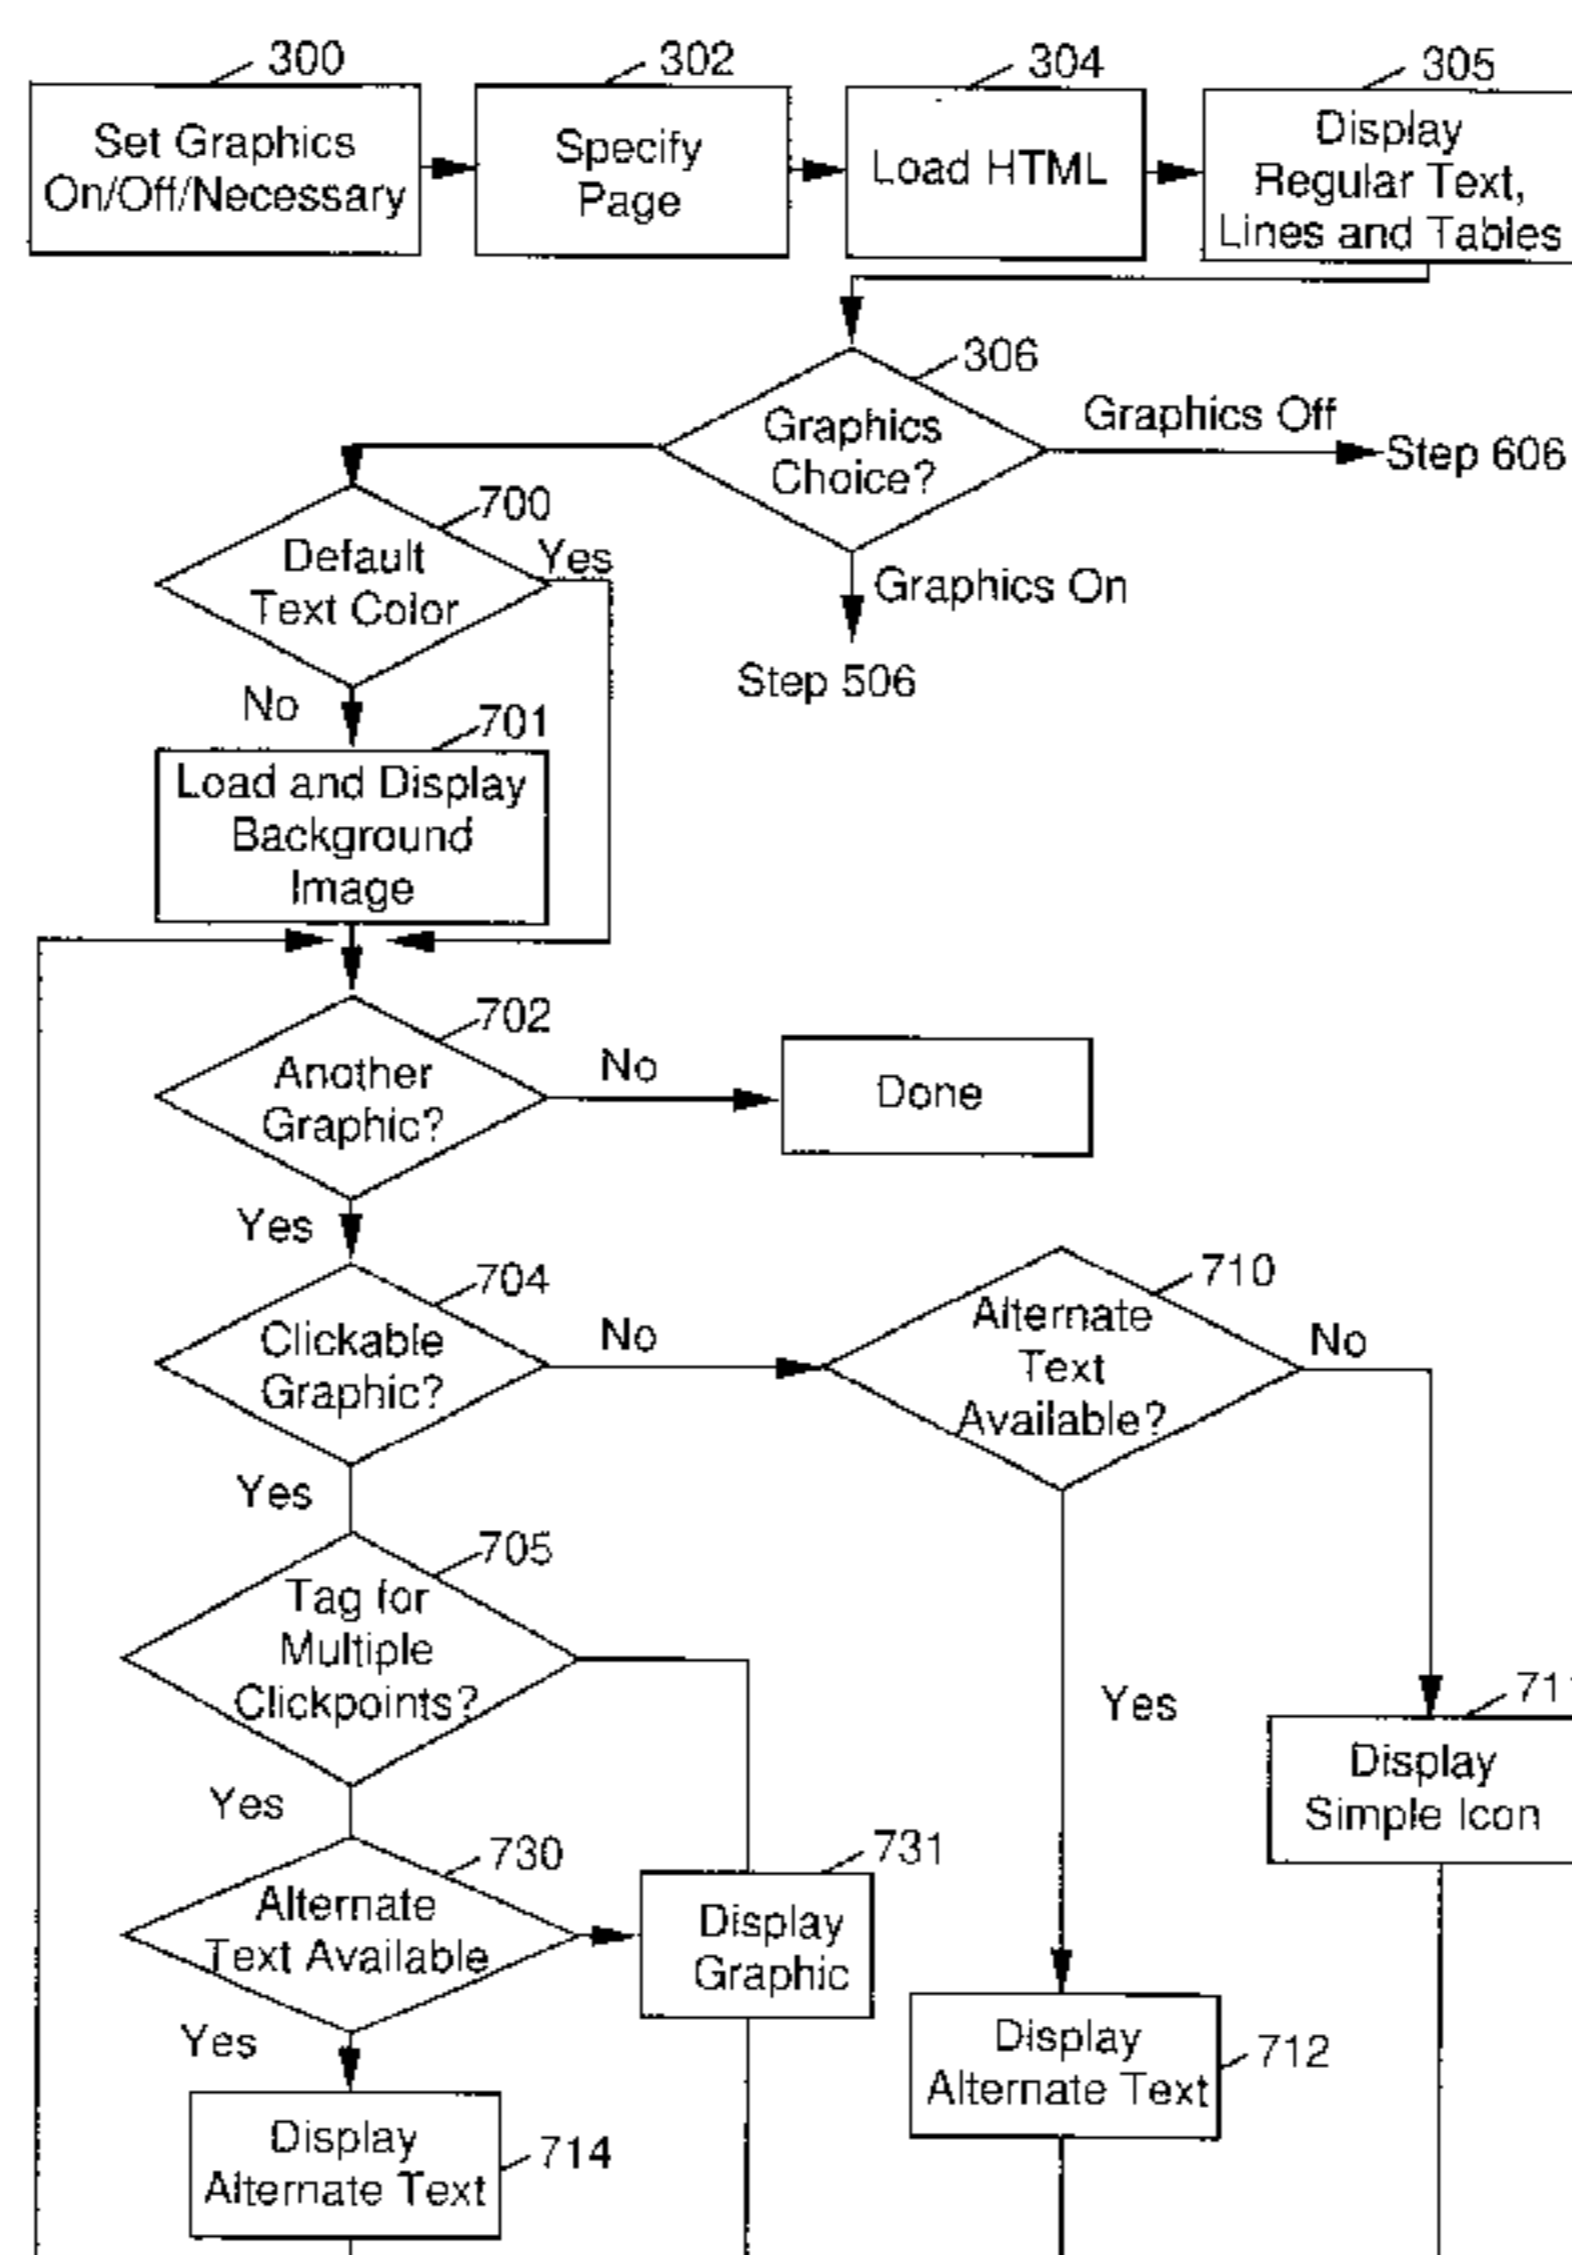 300
Set Graphics
On/Off/Necessary
302
Specify
Page
304
Load HTML
305
Display
Regular Text,
Lines and Tables
306
Graphics
Choice?
Graphics Off
Step 606
Graphics On
Step 506
700
Default
Text Color
Yes
No
701
Load and Display
Background
Image
702
Another
Graphic?
No
Done
Yes
704
Clickable
Graphic?
No
710
Alternate
Text
Available?
No
Yes
705
Tag for
Multiple
Clickpoints?
Yes
Yes
711
Display
Simple Icon
730
Alternate
Text Available
731
Display
Graphic
Yes
712
Display
Alternate Text
714
Display
Alternate Text